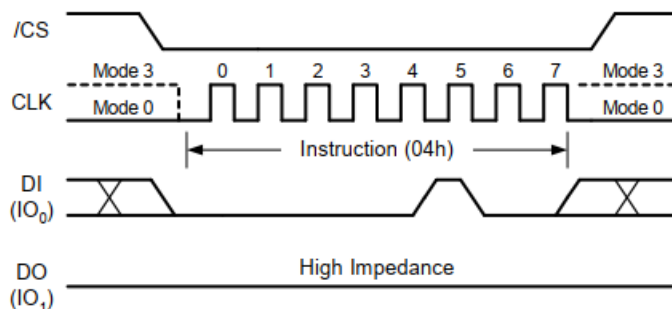 /CS
Mode 3 0 1 2 3 4 5 6 7 Mode 3
CLK Mode 0 Mode 0
Instruction (04h)
DI
(IO₀)
High Impedance
DO
(IO₁)